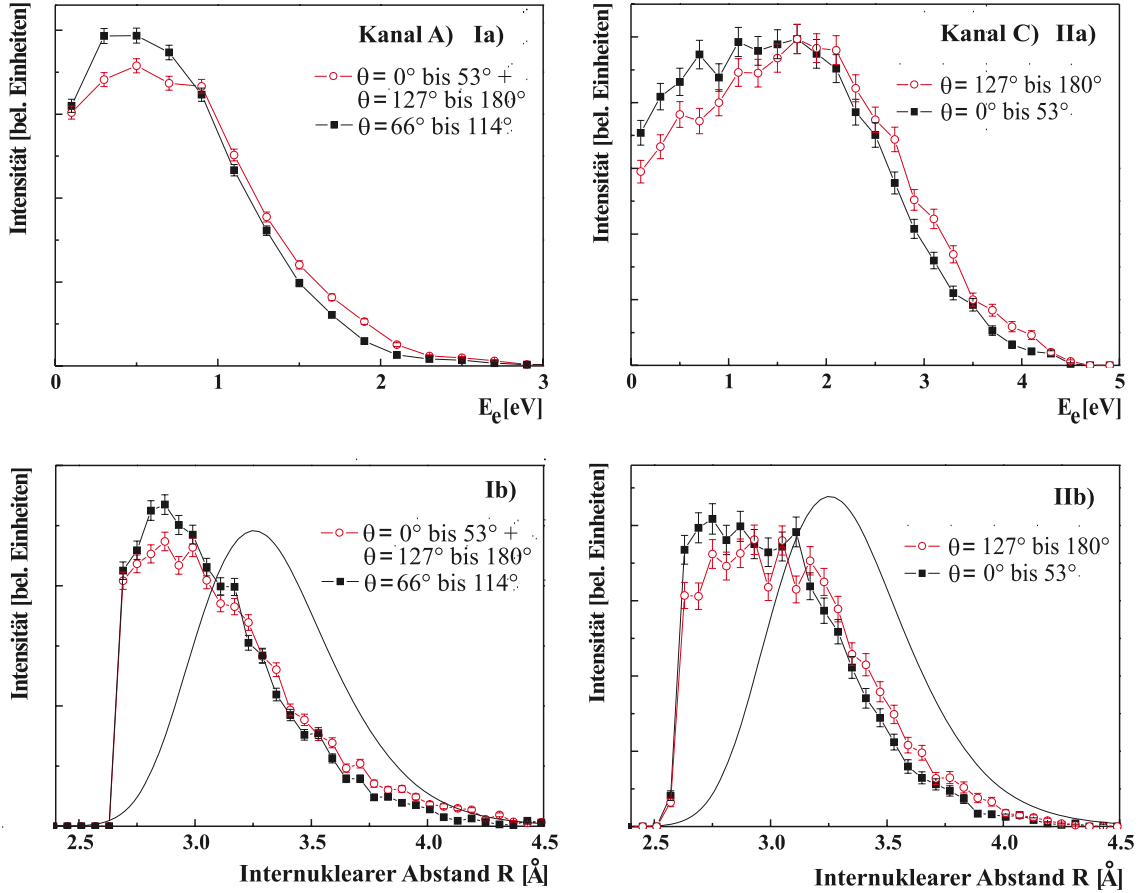 Kanal A) Ia)
θ= 0° bis 53° +
θ= 127° bis 180°
θ= 66° bis 114°
Intensität [bel. Einheiten]
0 1 2 3
E_e[eV]
Kanal C) IIa)
θ= 127° bis 180°
θ= 0° bis 53°
Intensität [bel. Einheiten]
0 1 2 3 4 5
E_e[eV]
Ib)
θ= 0° bis 53° +
θ= 127° bis 180°
θ= 66° bis 114°
Intensität [bel. Einheiten]
2.5 3.0 3.5 4.0 4.5
Internuklearer Abstand R [Å]
IIb)
θ= 127° bis 180°
θ= 0° bis 53°
Intensität [bel. Einheiten]
2.5 3.0 3.5 4.0 4.5
Internuklearer Abstand R [Å]